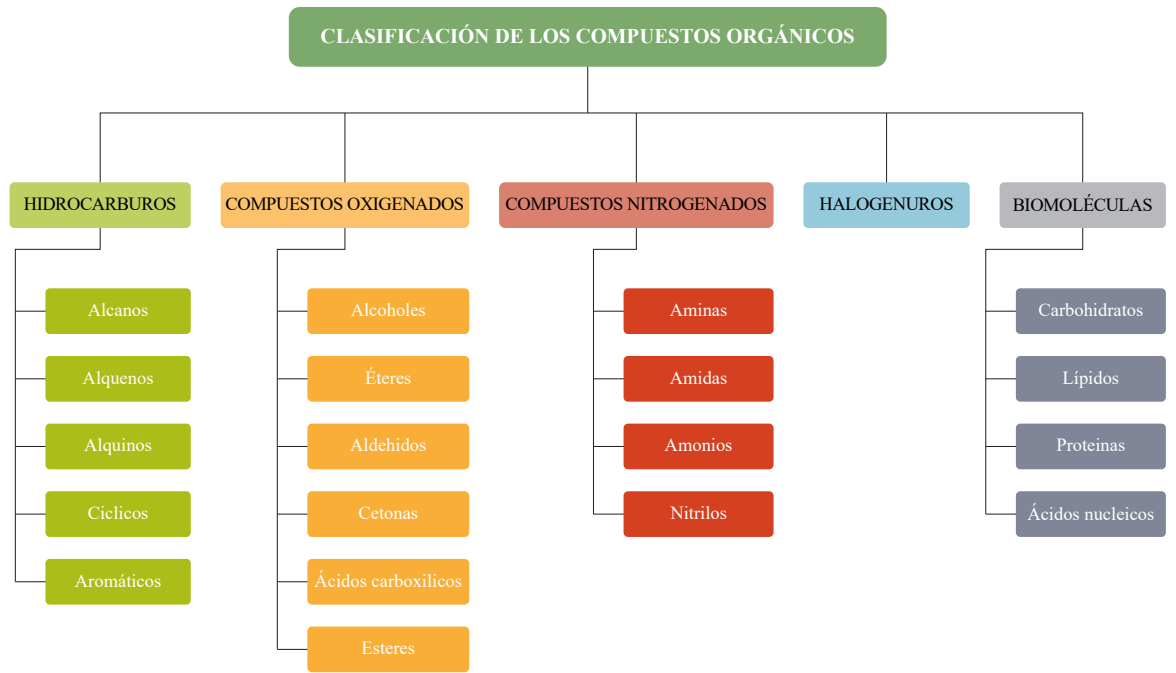 CLASIFICACIÓN DE LOS COMPUESTOS ORGÁNICOS
HIDROCARBUROS
Alcanos
Alquenos
Alquinos
Ciclicos
Aromáticos
COMPUESTOS OXIGENADOS
Alcoholes
Éteres
Aldehidos
Cetonas
Ácidos carboxilicos
Esteres
COMPUESTOS NITROGENADOS
Aminas
Amidas
Amonios
Nitrilos
HALOGENUROS
BIOMOLÉCULAS
Carbohidratos
Lípidos
Proteinas
Ácidos nucleicos